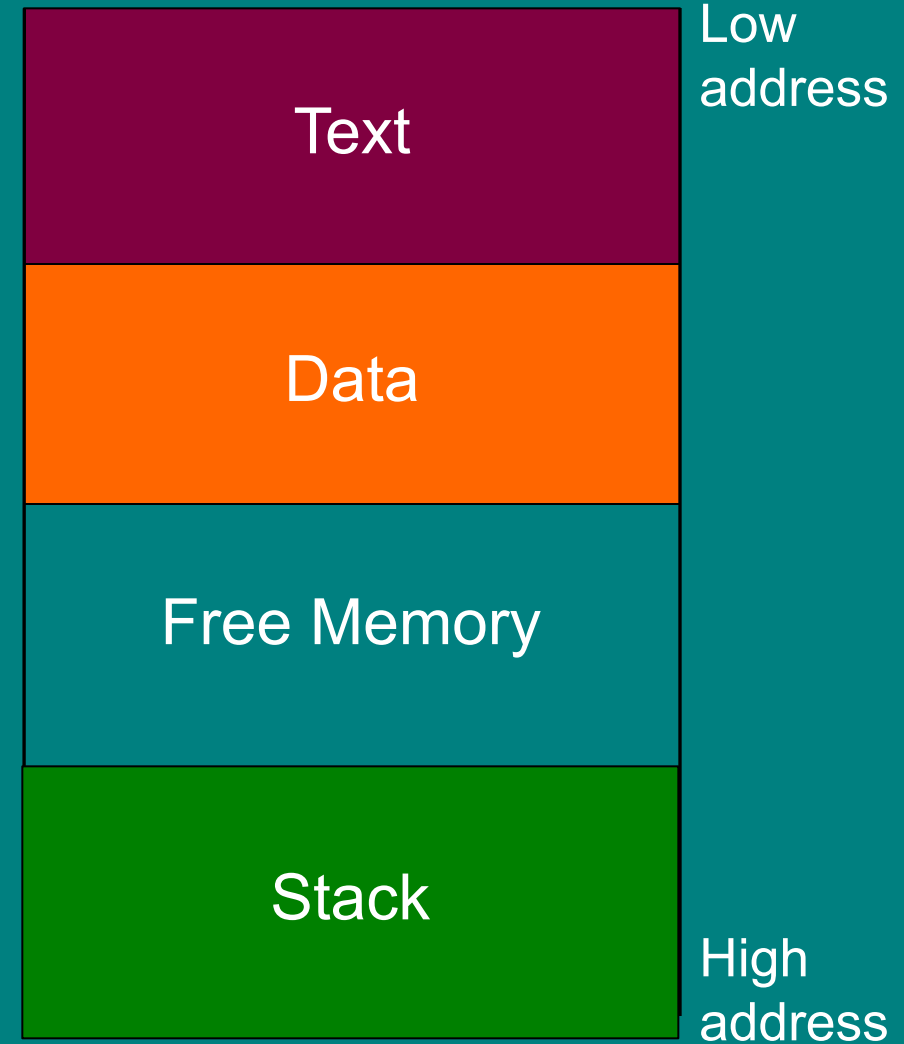 Low
address
Text
Data
Free Memory
Stack
High
address